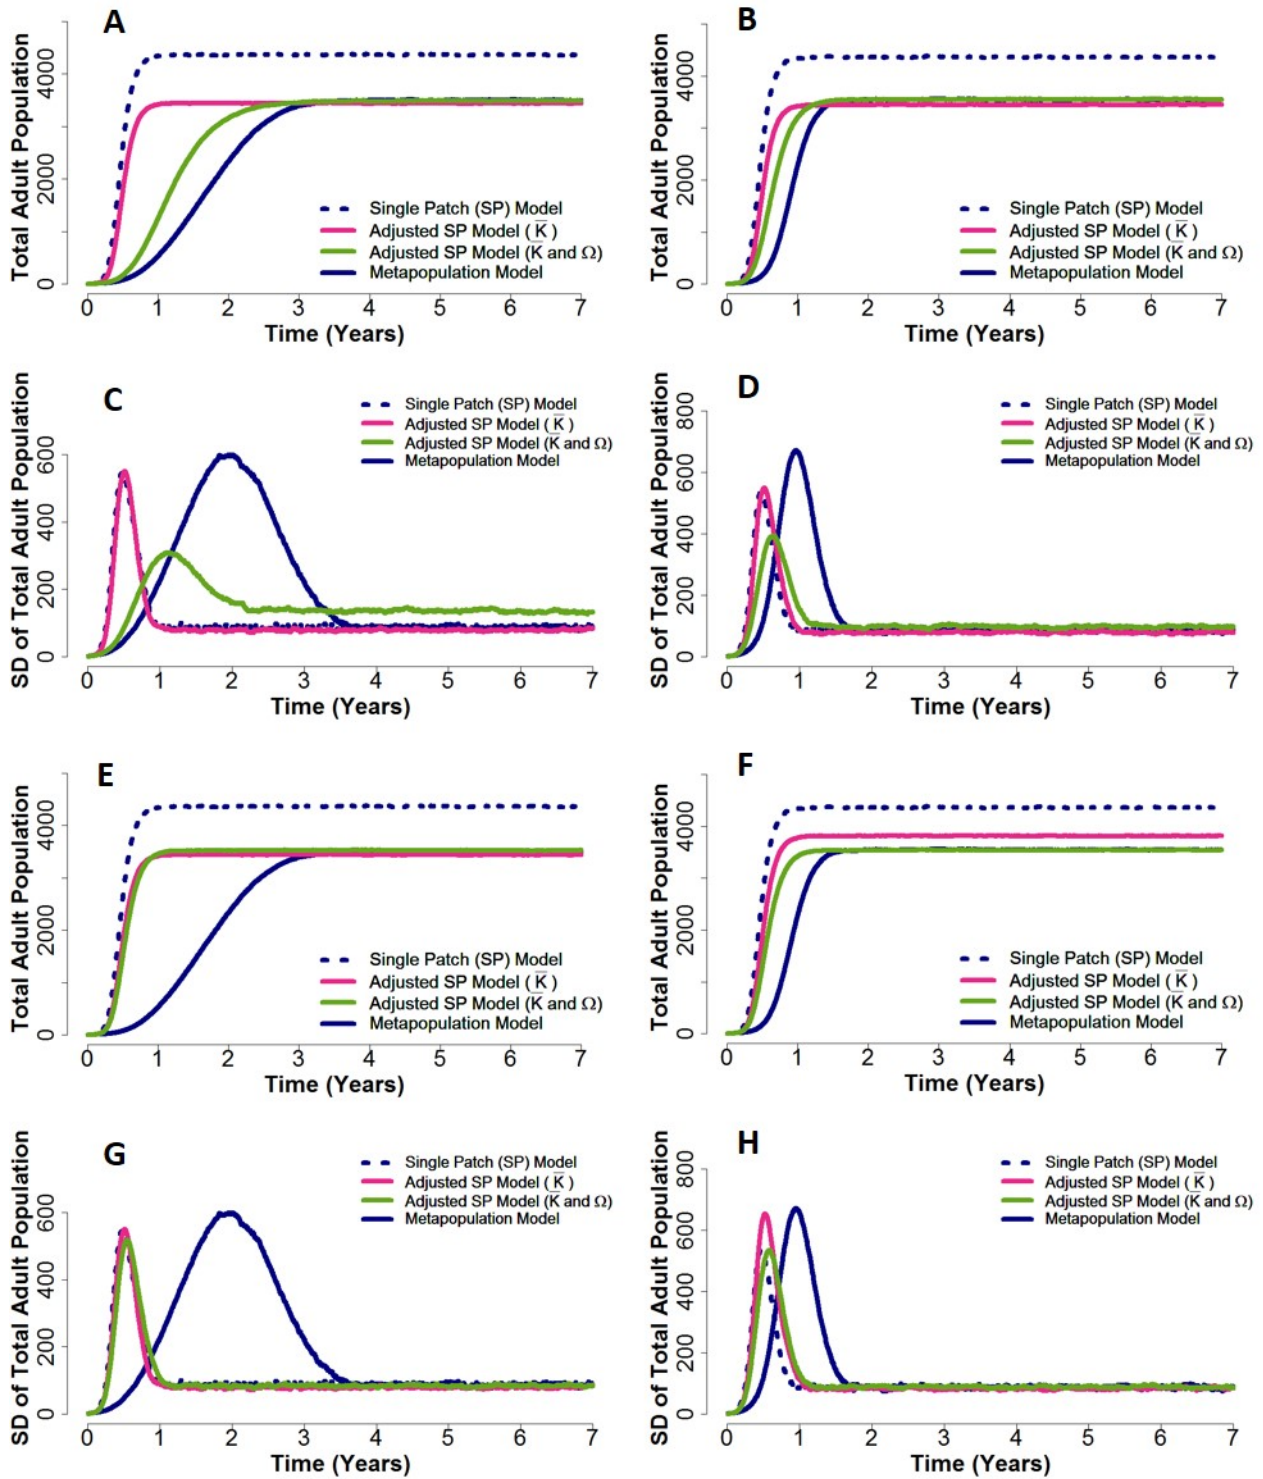 A
Total Adult Population
4000
2000
0
Single Patch (SP) Model
Adjusted SP Model ( K̅ )
Adjusted SP Model (K̅ and Ω)
Metapopulation Model
0 1 2 3 4 5 6 7
Time (Years)
B
Total Adult Population
4000
2000
0
Single Patch (SP) Model
Adjusted SP Model ( K̅ )
Adjusted SP Model (K̅ and Ω)
Metapopulation Model
0 1 2 3 4 5 6 7
Time (Years)
C
SD of Total Adult Population
600
400
200
0
Single Patch (SP) Model
Adjusted SP Model ( K̅ )
Adjusted SP Model (K̅ and Ω)
Metapopulation Model
0 1 2 3 4 5 6 7
Time (Years)
D
SD of Total Adult Population
800
600
400
200
0
Single Patch (SP) Model
Adjusted SP Model ( K̅ )
Adjusted SP Model (K̅ and Ω)
Metapopulation Model
0 1 2 3 4 5 6 7
Time (Years)
E
Total Adult Population
4000
2000
0
Single Patch (SP) Model
Adjusted SP Model ( K̅ )
Adjusted SP Model (K̅ and Ω)
Metapopulation Model
0 1 2 3 4 5 6 7
Time (Years)
F
Total Adult Population
4000
2000
0
Single Patch (SP) Model
Adjusted SP Model ( K̅ )
Adjusted SP Model (K̅ and Ω)
Metapopulation Model
0 1 2 3 4 5 6 7
Time (Years)
G
SD of Total Adult Population
600
400
200
0
Single Patch (SP) Model
Adjusted SP Model ( K̅ )
Adjusted SP Model (K̅ and Ω)
Metapopulation Model
0 1 2 3 4 5 6 7
Time (Years)
H
SD of Total Adult Population
800
600
400
200
0
Single Patch (SP) Model
Adjusted SP Model ( K̅ )
Adjusted SP Model (K̅ and Ω)
Metapopulation Model
0 1 2 3 4 5 6 7
Time (Years)